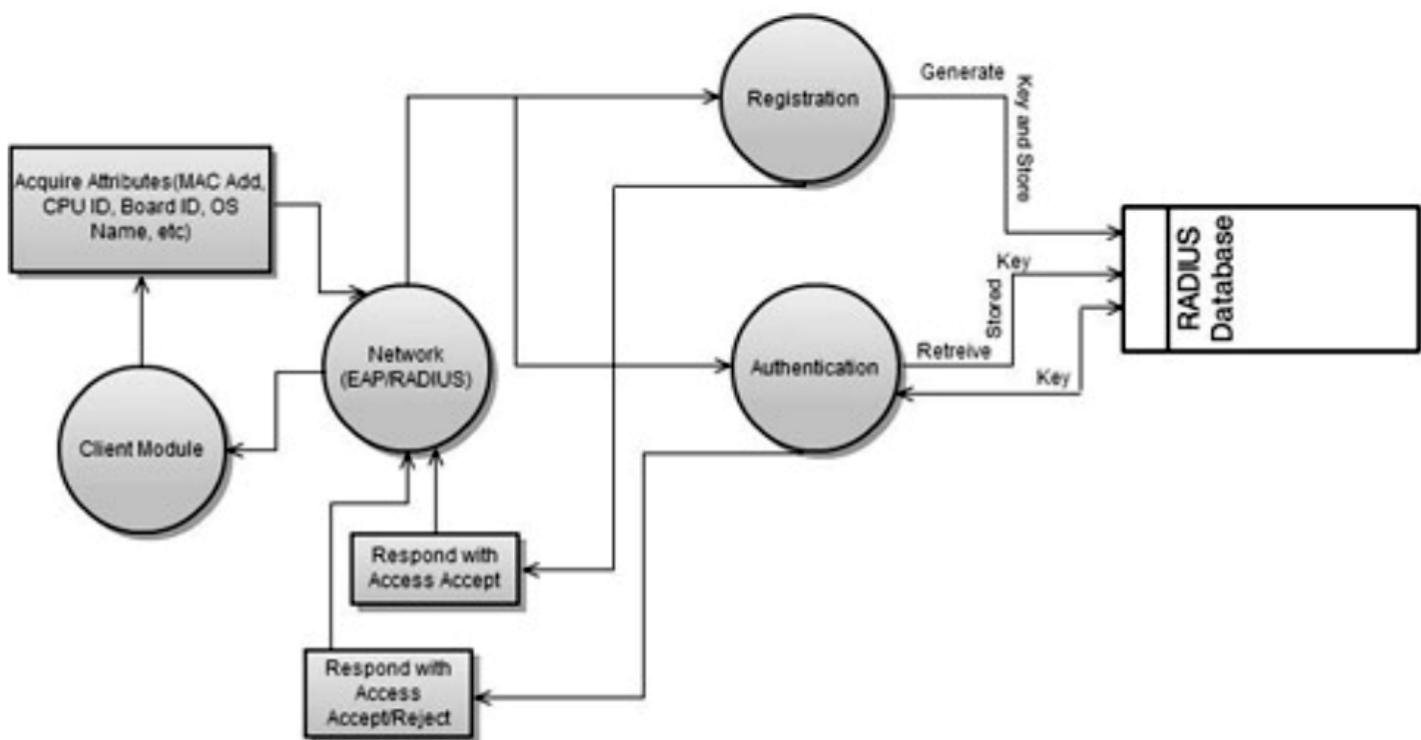 Registration
Generate
Key and Store
Acquire Attributes(MAC Add,
CPU ID, Board ID, OS
Name, etc)
RADIUS
Database
Key
Stored
Retreive
Network
(EAP/RADIUS)
Authentication
Key
Client Module
Respond with
Access Accept
Respond with
Access
Accept/Reject